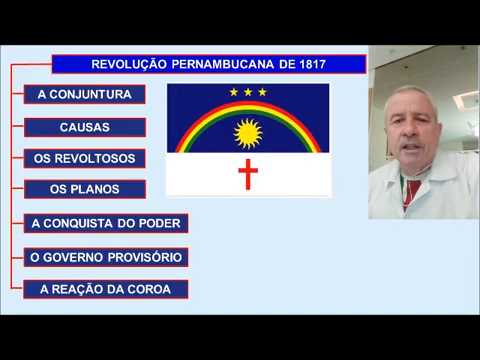 REVOLUÇÃO PERNAMBUCANA DE 1817
A CONJUNTURA
CAUSAS
OS REVOLTOSOS
OS PLANOS
A CONQUISTA DO PODER
O GOVERNO PROVISÓRIO
A REAÇÃO DA COROA